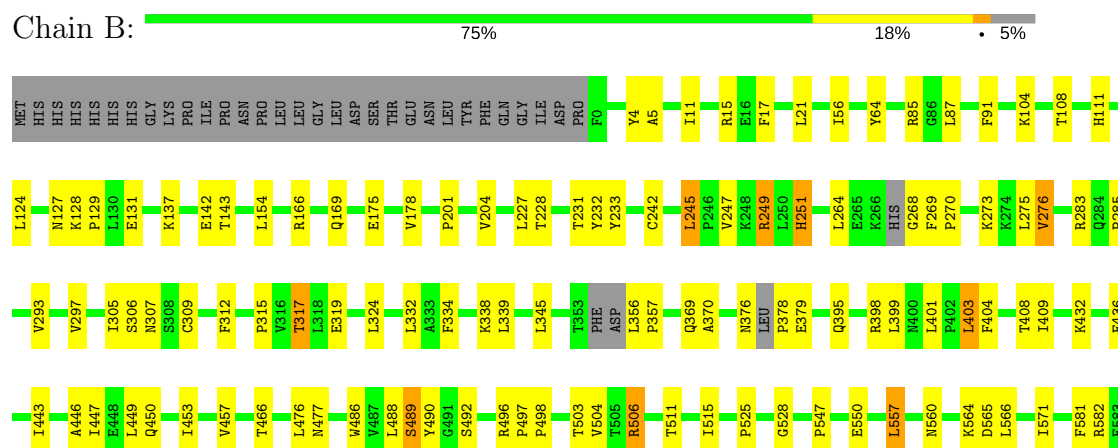 Chain B:
75% 18% • 5%
MET HIS HIS HIS HIS HIS HIS GLY LYS PRO ILE PRO ASN PRO LEU LEU GLY LEU ASP SER THR GLU ASN LEU TYR PHE GLN GLY ILE ASP PRO F0 Y4 A5 I11 R15 E16 F17 L21 I56 Y64 R85 G86 L87 F91 K104 T108 H111
L124 N127 K128 P129 L130 E131 K137 E142 T143 L154 R166 Q169 E175 V178 P201 V204 L227 T228 T231 Y232 Y233 C242 L245 P246 V247 K248 R249 L250 H251 L264 E265 K266 HIS G268 F269 P270 K273 K274 L275 V276 R283 Q284
V293 V297 I305 S306 N307 S308 C309 F312 P315 V316 T317 L318 E319 L324 L332 A333 F334 K338 L339 L345 T353 PHE ASP L356 P357 Q369 A370 N376 LEU P378 E379 Q395 R398 L399 N400 L401 P402 L403 F404 T408 I409 K432
I443 A446 I447 E448 L449 Q450 I453 V457 T466 L476 N477 W486 V487 L488 S489 Y490 G491 S492 R496 P497 P498 T503 V504 T505 R506 T511 I515 P525 G528 P547 E550 L557 N560 K564 D565 L566 I571 F581 R582